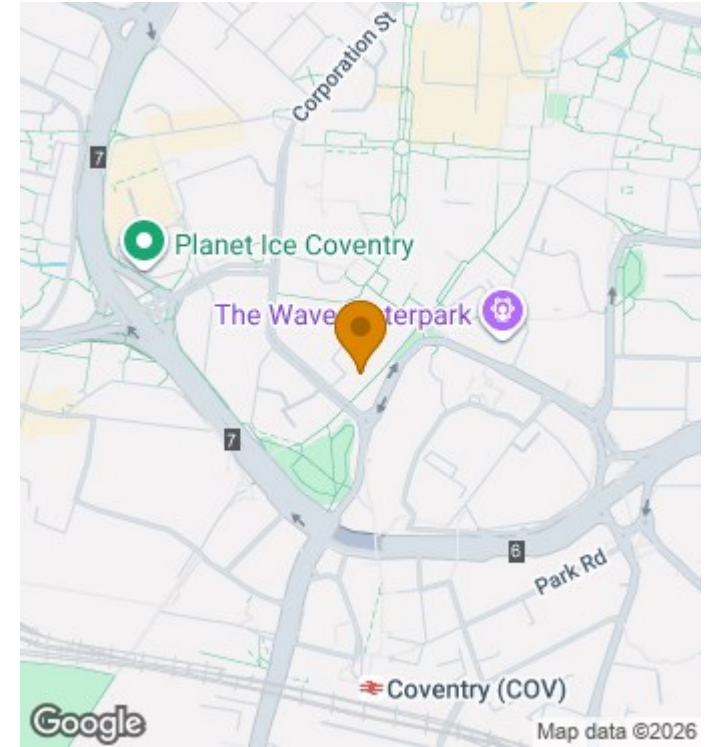 Corporation St
7
Planet Ice Coventry
The Wave terpark
7
6
Park Rd
Coventry (COV)
Google
Map data ©2026